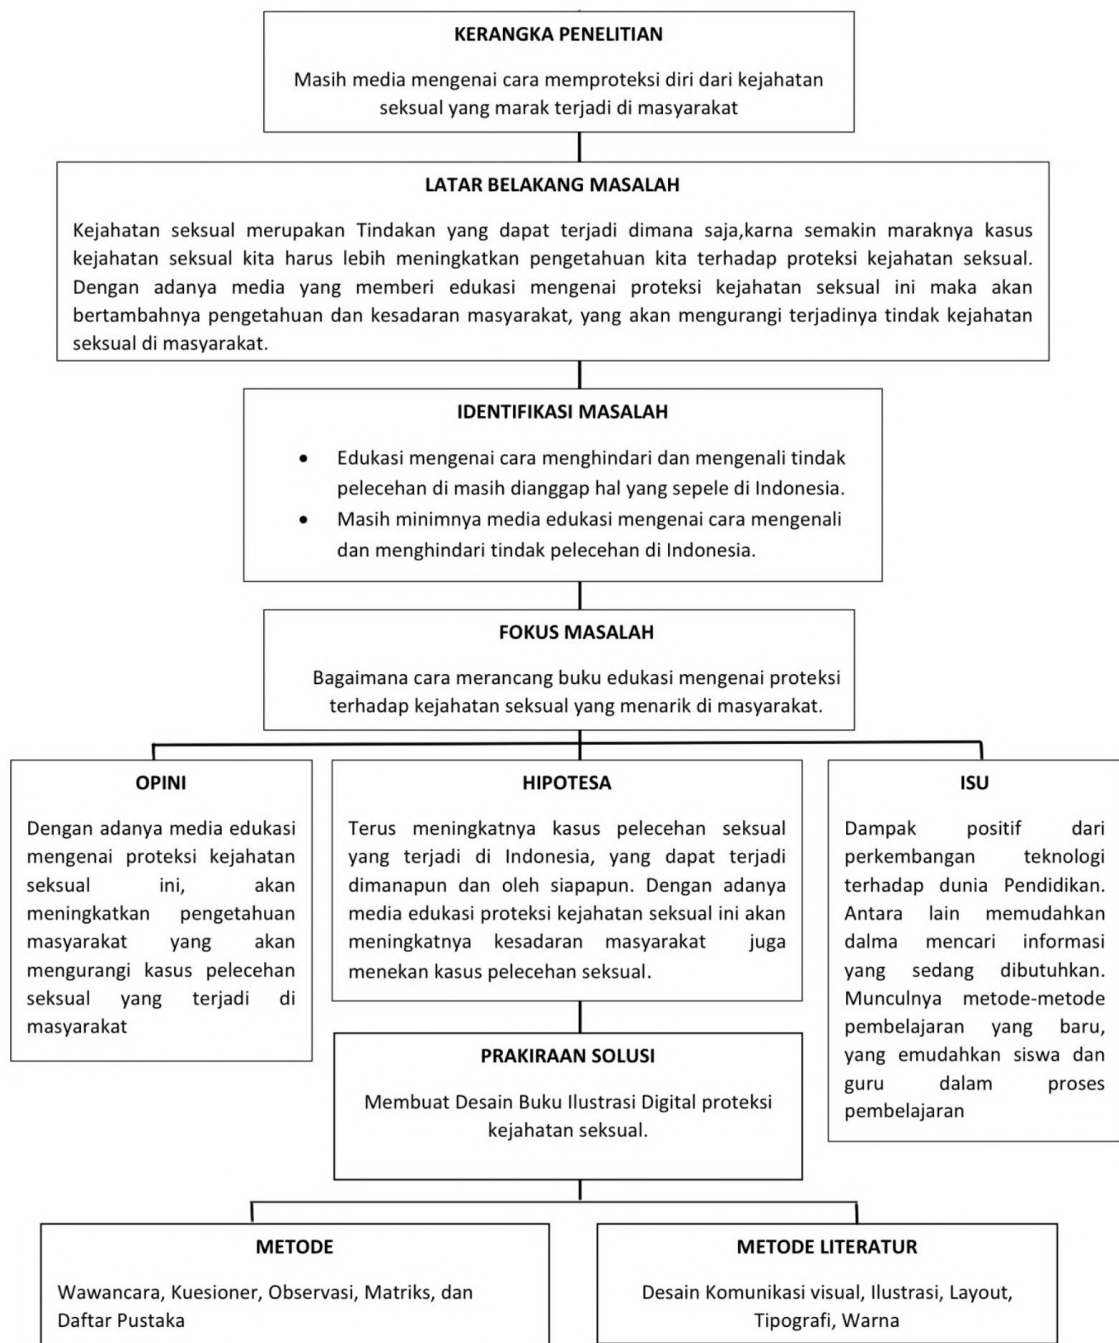 KERANGKA PENELITIAN
Masih media mengenai cara memproteksi diri dari kejahatan
seksual yang marak terjadi di masyarakat
LATAR BELAKANG MASALAH
Kejahatan seksual merupakan Tindakan yang dapat terjadi dimana saja,karna semakin maraknya kasus
kejahatan seksual kita harus lebih meningkatkan pengetahuan kita terhadap proteksi kejahatan seksual.
Dengan adanya media yang memberi edukasi mengenai proteksi kejahatan seksual ini maka akan
bertambahnya pengetahuan dan kesadaran masyarakat, yang akan mengurangi terjadinya tindak kejahatan
seksual di masyarakat.
IDENTIFIKASI MASALAH
• Edukasi mengenai cara menghindari dan mengenali tindak
pelecehan di masih dianggap hal yang sepele di Indonesia.
• Masih minimnya media edukasi mengenai cara mengenali
dan menghindari tindak pelecehan di Indonesia.
FOKUS MASALAH
Bagaimana cara merancang buku edukasi mengenai proteksi
terhadap kejahatan seksual yang menarik di masyarakat.
OPINI
Dengan adanya media edukasi
mengenai proteksi kejahatan
seksual ini, akan
meningkatkan pengetahuan
masyarakat yang akan
mengurangi kasus pelecehan
seksual yang terjadi di
masyarakat
HIPOTESA
Terus meningkatnya kasus pelecehan seksual
yang terjadi di Indonesia, yang dapat terjadi
dimanapun dan oleh siapapun. Dengan adanya
media edukasi proteksi kejahatan seksual ini akan
meningkatnya kesadaran masyarakat juga
menekan kasus pelecehan seksual.
ISU
Dampak positif dari
perkembangan teknologi
terhadap dunia Pendidikan.
Antara lain memudahkan
dalma mencari informasi
yang sedang dibutuhkan.
Munculnya metode-metode
pembelajaran yang baru,
yang emudahkan siswa dan
guru dalam proses
pembelajaran
PRAKIRAAN SOLUSI
Membuat Desain Buku Ilustrasi Digital proteksi
kejahatan seksual.
METODE
Wawancara, Kuesioner, Observasi, Matriks, dan
Daftar Pustaka
METODE LITERATUR
Desain Komunikasi visual, Ilustrasi, Layout,
Tipografi, Warna